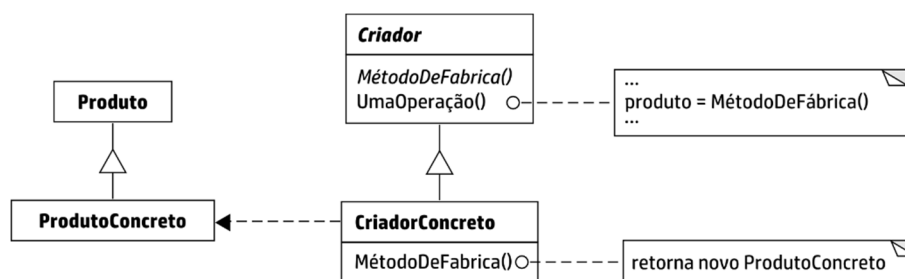 Criador
MétodoDeFabrica()
UmaOperação()
...
produto = MétodoDeFábrica()
...
Produto
ProdutoConcreto
CriadorConcreto
MétodoDeFabrica()
retorna novo ProdutoConcreto